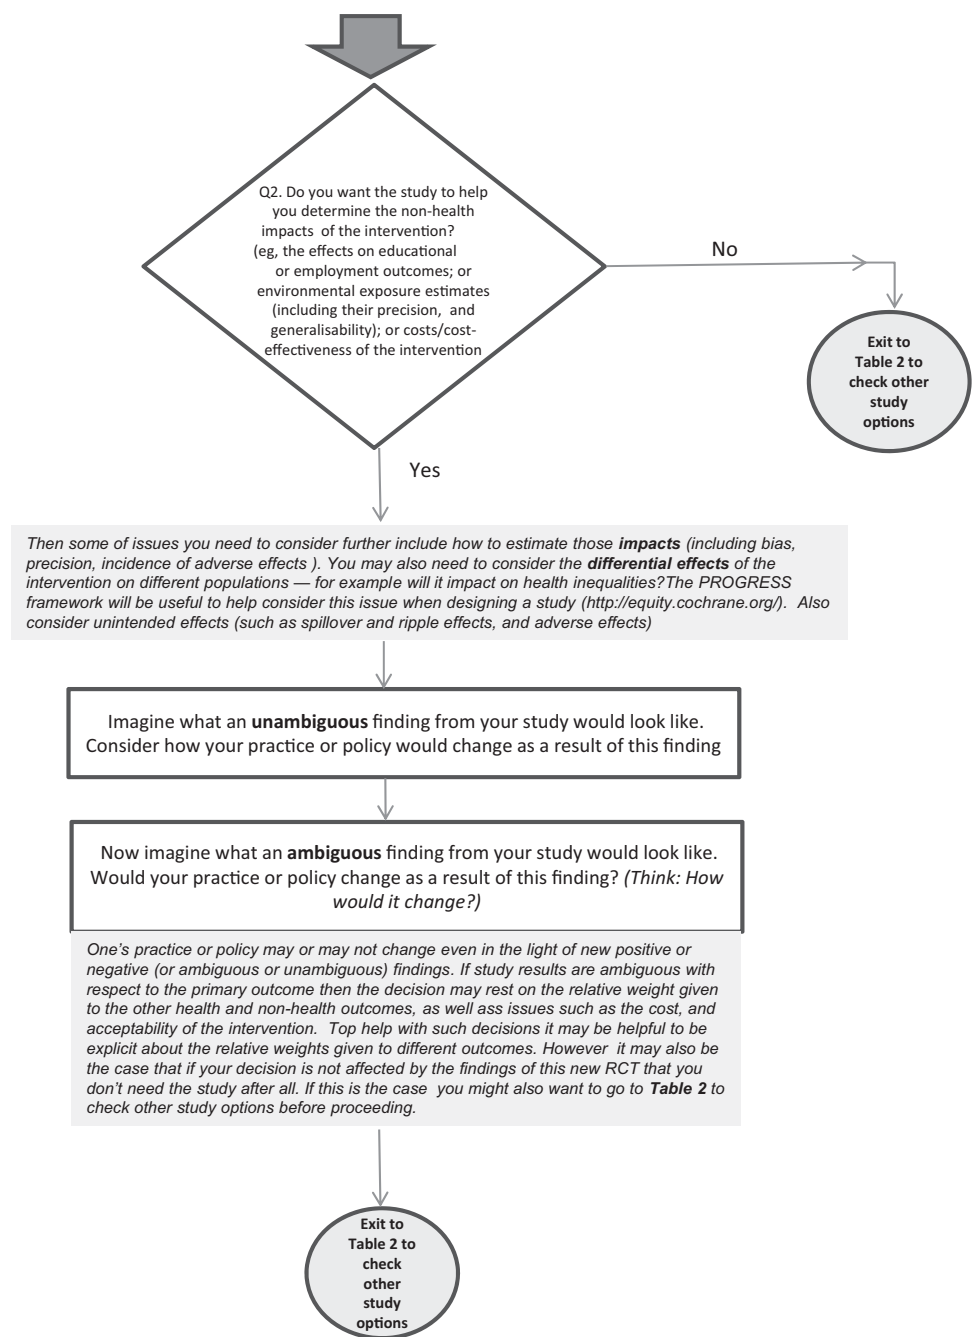 Q2. Do you want the study to help
you determine the non-health
impacts of the intervention?
(eg, the effects on educational
or employment outcomes; or
environmental exposure estimates
(including their precision, and
generalisability); or costs/cost-
effectiveness of the intervention
No
Exit to
Table 2 to
check other
study
options
Yes
Then some of issues you need to consider further include how to estimate those impacts (including bias,
precision, incidence of adverse effects ). You may also need to consider the differential effects of the
intervention on different populations — for example will it impact on health inequalities?The PROGRESS
framework will be useful to help consider this issue when designing a study (http://equity.cochrane.org/). Also
consider unintended effects (such as spillover and ripple effects, and adverse effects)
Imagine what an unambiguous finding from your study would look like.
Consider how your practice or policy would change as a result of this finding
Now imagine what an ambiguous finding from your study would look like.
Would your practice or policy change as a result of this finding? (Think: How
would it change?)
One's practice or policy may or may not change even in the light of new positive or
negative (or ambiguous or unambiguous) findings. If study results are ambiguous with
respect to the primary outcome then the decision may rest on the relative weight given
to the other health and non-health outcomes, as well ass issues such as the cost, and
acceptability of the intervention. Top help with such decisions it may be helpful to be
explicit about the relative weights given to different outcomes. However it may also be
the case that if your decision is not affected by the findings of this new RCT that you
don't need the study after all. If this is the case you might also want to go to Table 2 to
check other study options before proceeding.
Exit to
Table 2 to
check
other
study
options